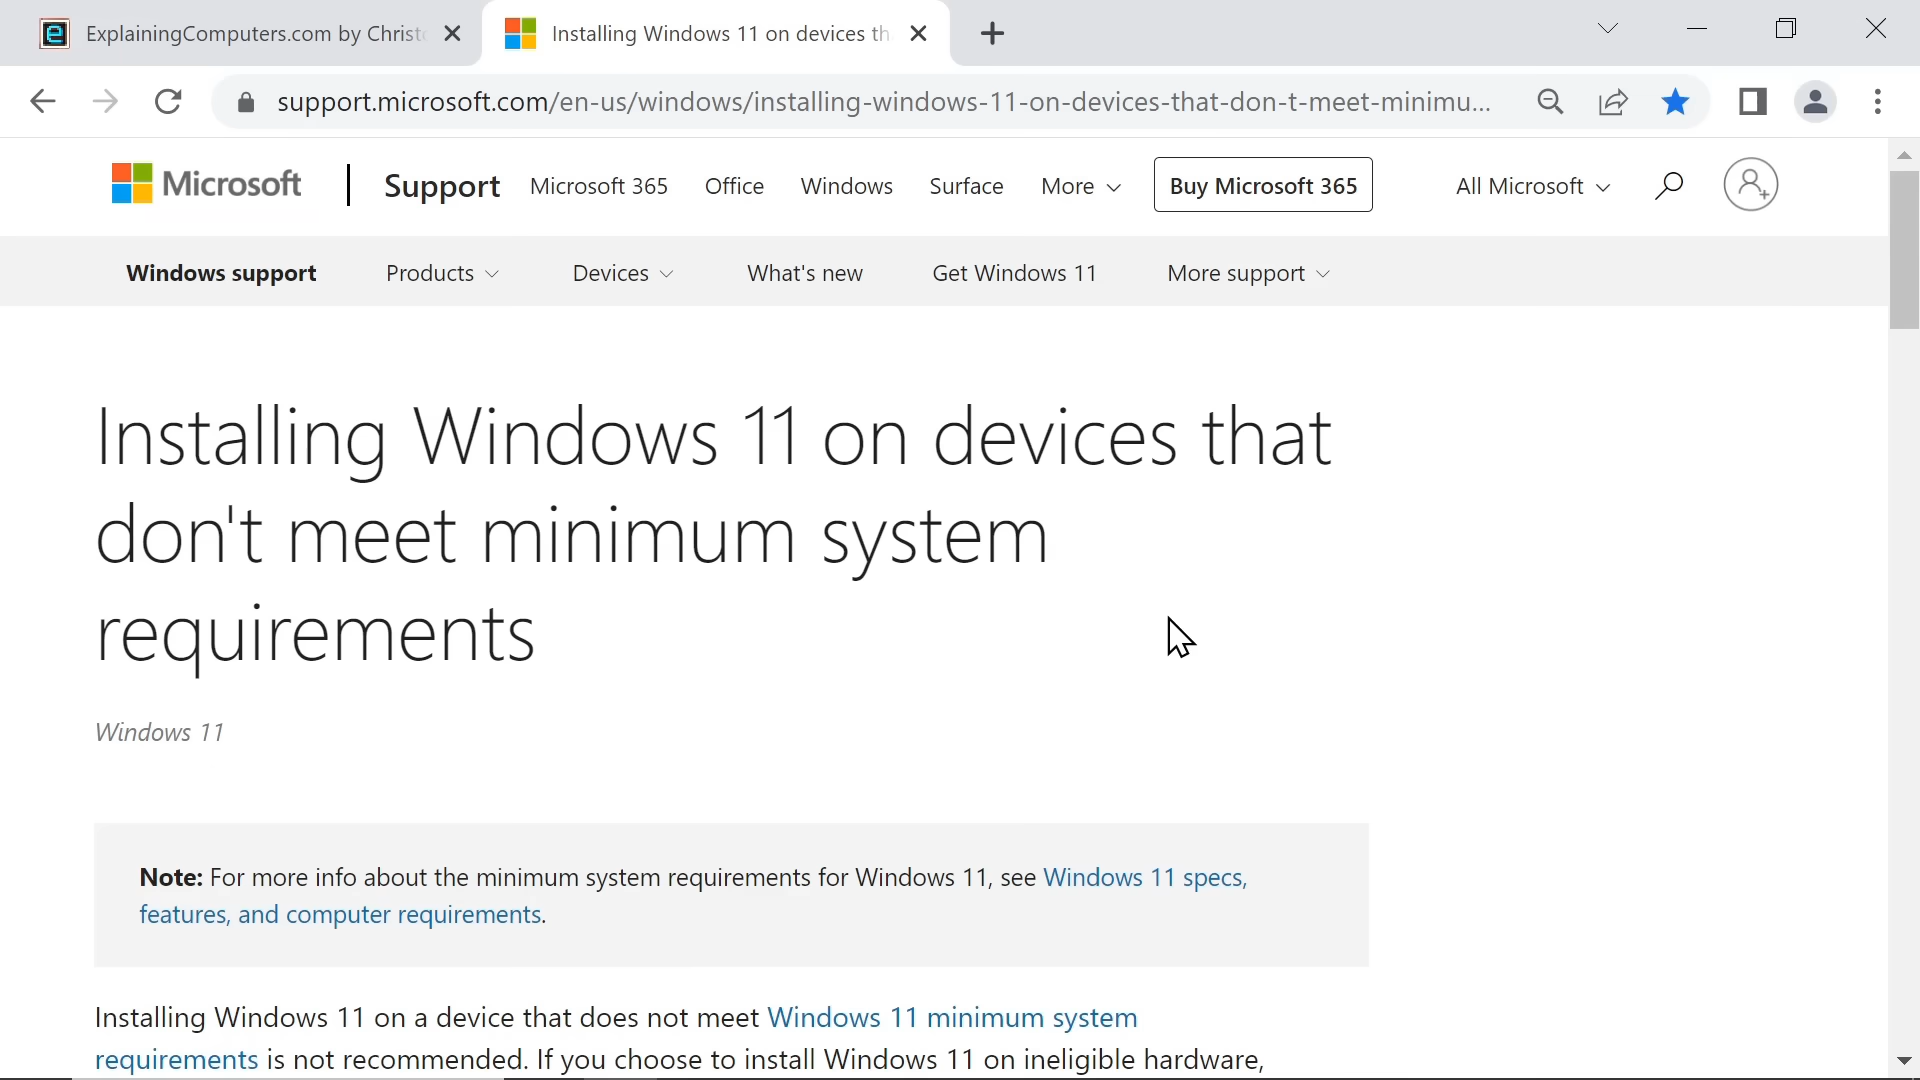 ExplainingComputers.com by Christ
Installing Windows 11 on devices th
support.microsoft.com/en-us/windows/installing-windows-11-on-devices-that-don-t-meet-minimu...
Microsoft
Support
Microsoft 365
Office
Windows
Surface
More
Buy Microsoft 365
All Microsoft
Windows support
Products
Devices
What's new
Get Windows 11
More support
Installing Windows 11 on devices that
don't meet minimum system
requirements
Windows 11
Note: For more info about the minimum system requirements for Windows 11, see Windows 11 specs,
features, and computer requirements.
Installing Windows 11 on a device that does not meet Windows 11 minimum system
requirements is not recommended. If you choose to install Windows 11 on ineligible hardware,